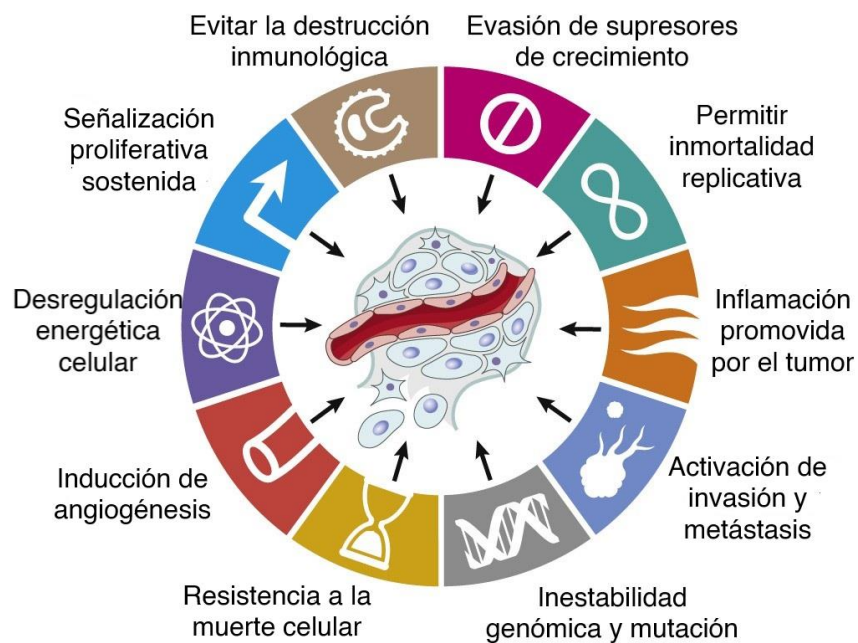 Evitar la destrucción
inmunológica
Evasión de supresores
de crecimiento
Permitir
inmortalidad
replicativa
Inflamación
promovida
por el tumor
Activación de
invasión y
metástasis
Inestabilidad
genómica y mutación
Resistencia a la
muerte celular
Inducción de
angiogénesis
Desregulación
energética
celular
Señalización
proliferativa
sostenida